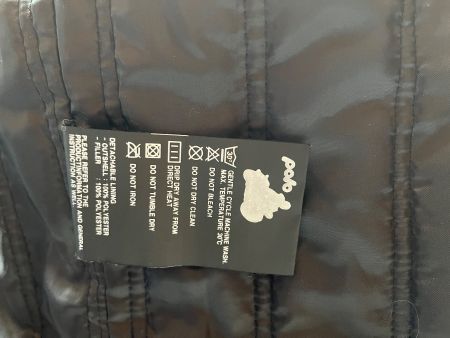 polo
GENTLE CYCLE MACHINE WASH.
MAX. TEMPERATURE 30°C
DO NOT BLEACH
DO NOT DRY CLEAN
DRIP DRY AWAY FROM
DIRECT HEAT
DO NOT TUMBLE DRY
DO NOT IRON
DETACHABLE LINING
- OUTSHELL : 100% POLYESTER
- FILLER : 100% POLYESTER
PLEASE REFER TO THE
PRODUCTINFORMATION AND GENERAL
INSTRUCTION AS WELL!